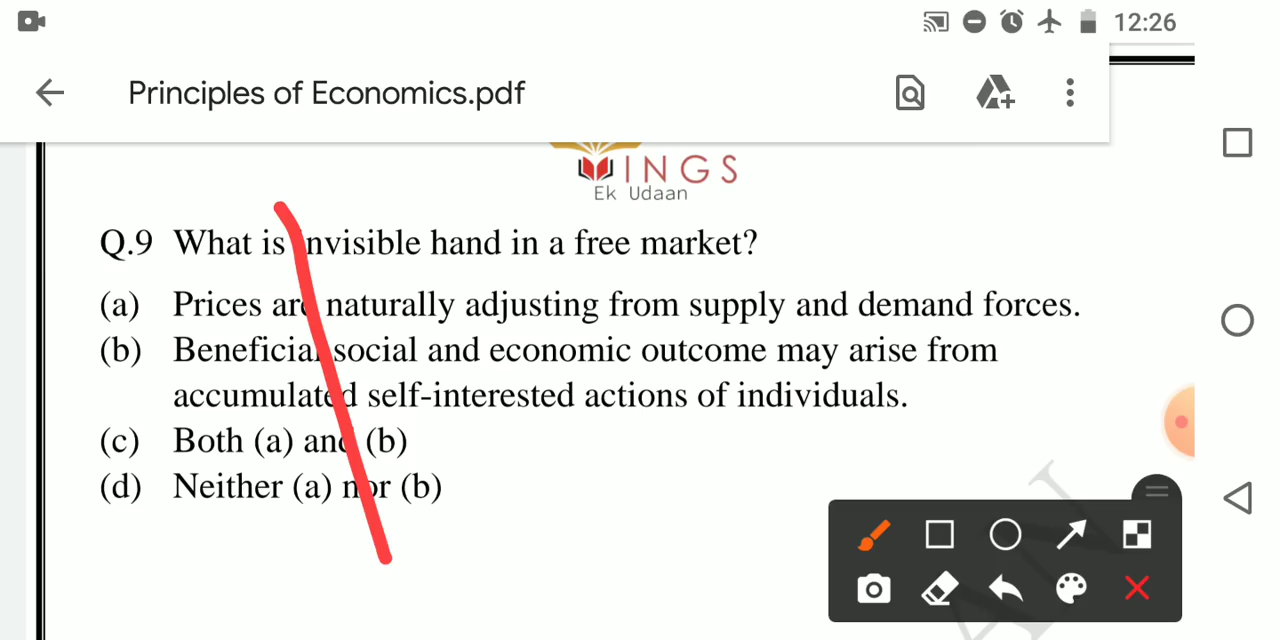 12:26
Principles of Economics.pdf
INGS
Ek Udaan
Q.9 What is invisible hand in a free market?
(a) Prices are naturally adjusting from supply and demand forces.
(b) Beneficial social and economic outcome may arise from
accumulated self-interested actions of individuals.
(c) Both (a) and (b)
(d) Neither (a) nor (b)